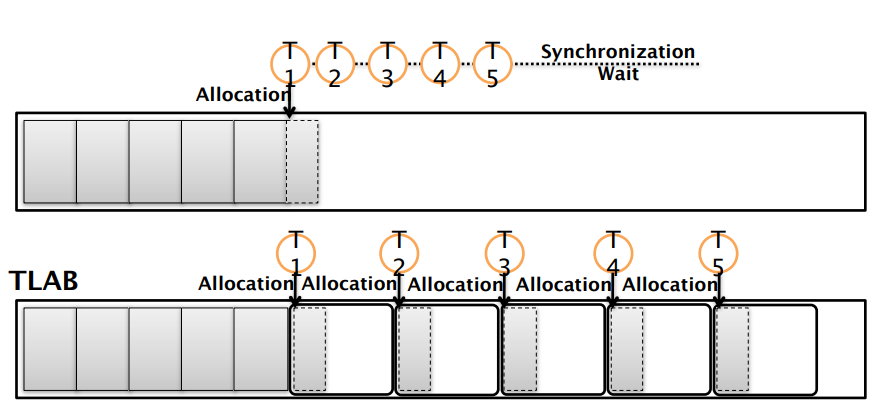 T T T T T
1 2 3 4 5
Synchronization
Wait
Allocation
T T T T T
1 2 3 4 5
TLAB
Allocation Allocation Allocation Allocation Allocation